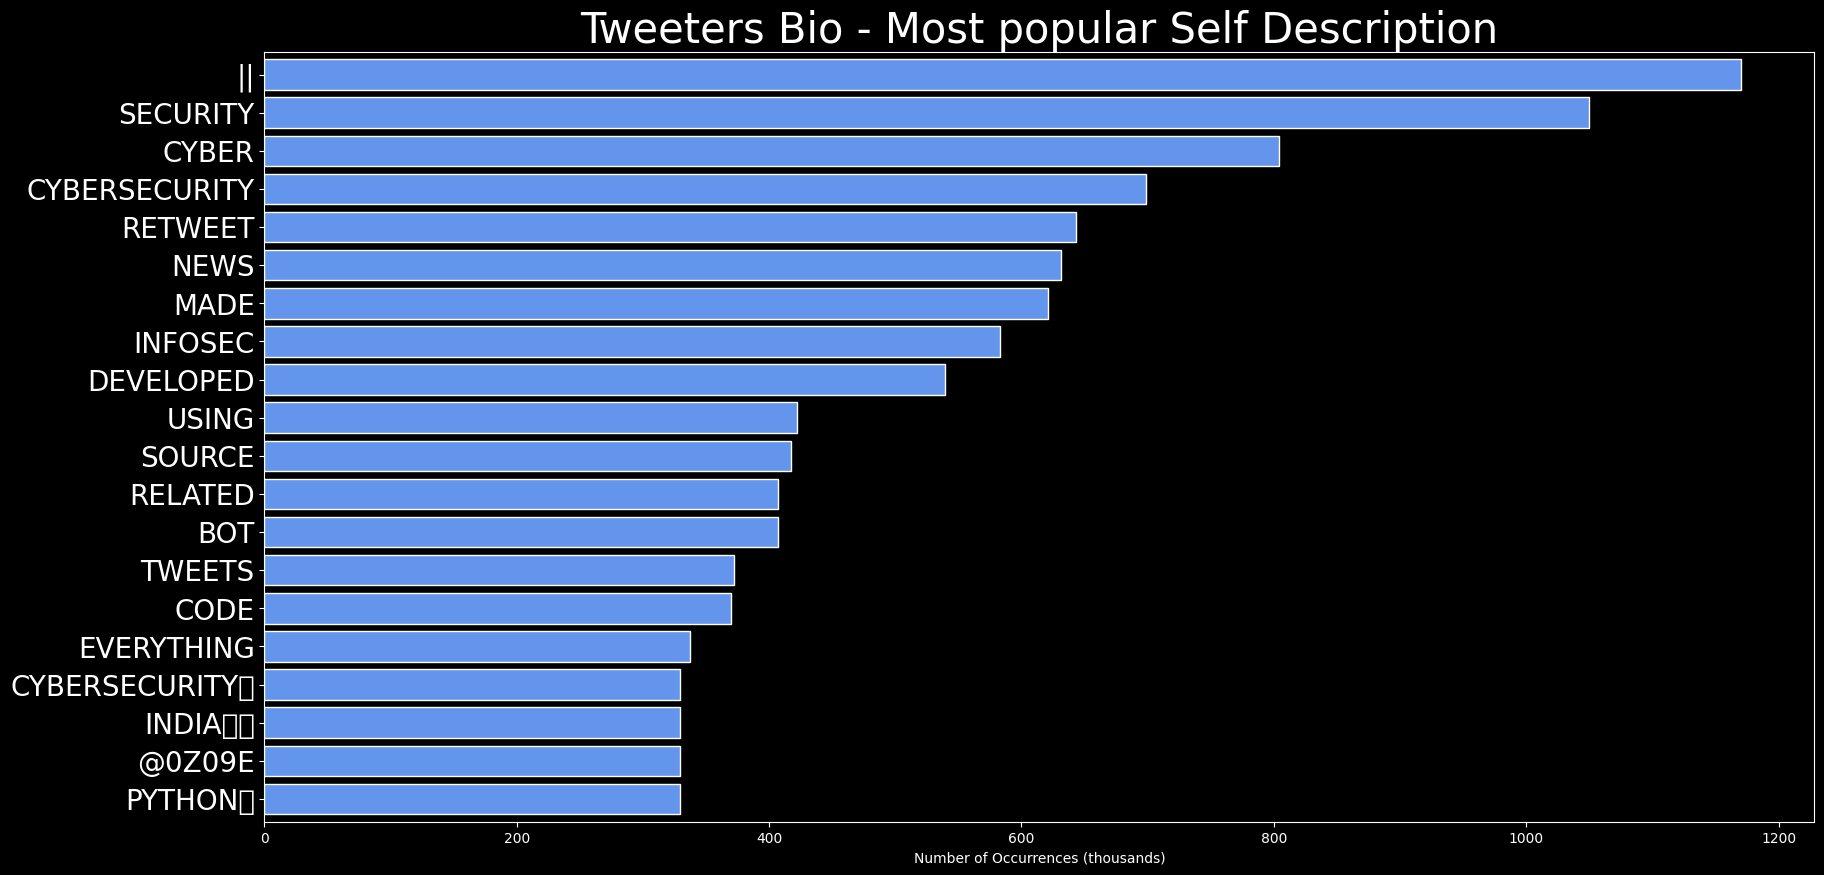 Tweeters Bio - Most popular Self Description
||
SECURITY
CYBER
CYBERSECURITY
RETWEET
NEWS
MADE
INFOSEC
DEVELOPED
USING
SOURCE
RELATED
BOT
TWEETS
CODE
EVERYTHING
CYBERSECURITY▯
INDIA▯▯
@0Z09E
PYTHON▯
0 200 400 600 800 1000 1200
Number of Occurrences (thousands)